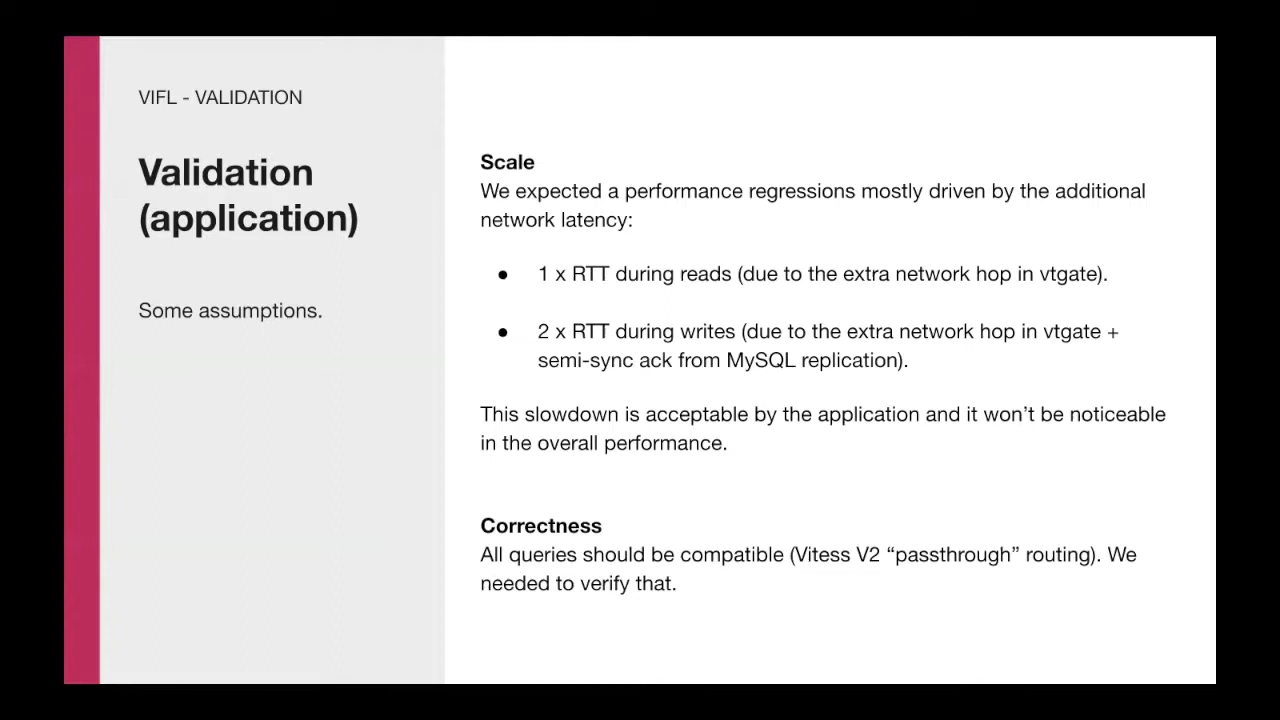 VIFL - VALIDATION
Validation
(application)
Some assumptions.
Scale
We expected a performance regressions mostly driven by the additional
network latency:
● 1 x RTT during reads (due to the extra network hop in vtgate).
● 2 x RTT during writes (due to the extra network hop in vtgate +
semi-sync ack from MySQL replication).
This slowdown is acceptable by the application and it won’t be noticeable
in the overall performance.
Correctness
All queries should be compatible (Vitess V2 “passthrough” routing). We
needed to verify that.